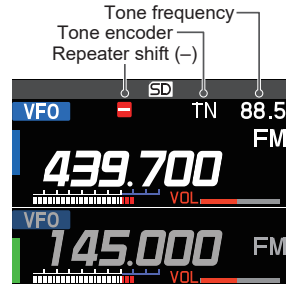 Tone frequency
Tone encoder
Repeater shift (–)
SD
VFO – TN 88.5
FM
439.700
VOL
VFO
145.000 FM
VOL